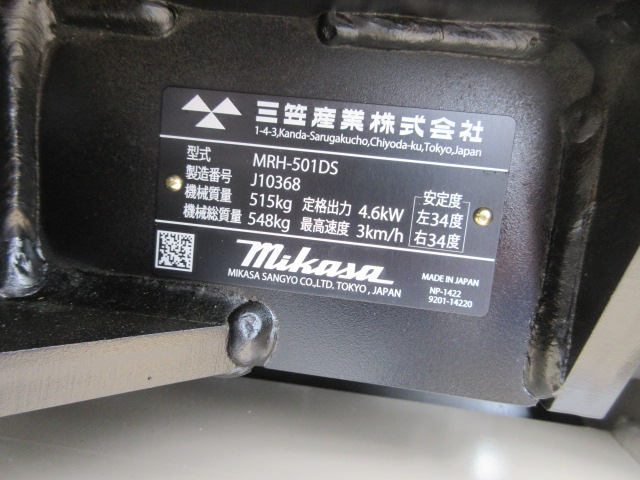 三笠産業株式会社
1-4-3,Kanda-Sarugakucho,Chiyoda-ku,Tokyo,Japan
型式 MRH-501DS
製造番号 J10368
機械質量 515kg 定格出力 4.6kW
機械総質量 548kg 最高速度 3km/h
安定度
左34度
右34度
mikasa
MIKASA SANGYO CO.,LTD. TOKYO , JAPAN
MADE IN JAPAN
NP-1422
9201-14220